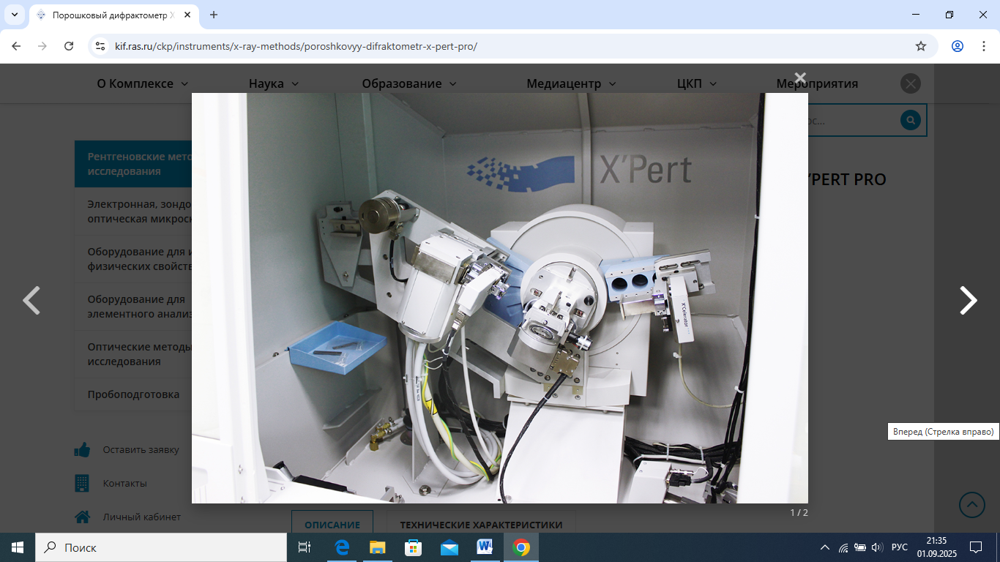 Порошковый дифрактометр X
kif.ras.ru/ckp/instruments/x-ray-methods/poroshkovyy-difraktometr-x-pert-pro/
О Комплексе
Наука
Образование
Медиацентр
ЦКП
Мероприятия
Рентгеновские мето
исследования
ос...
'PERT PRO
X'Pert
Электронная, зондо
оптическая микроск
Оборудование для и
физических свойств
Оборудование для
элементного анализ
Оптические методы
исследования
Пробоподготовка
X'Celerator
Вперед (Стрелка вправо)
Оставить заявку
Контакты
Личный кабинет
1 / 2
ОПИСАНИЕ
ТЕХНИЧЕСКИЕ ХАРАКТЕРИСТИКИ
Поиск
РУС
21:35
01.09.2025